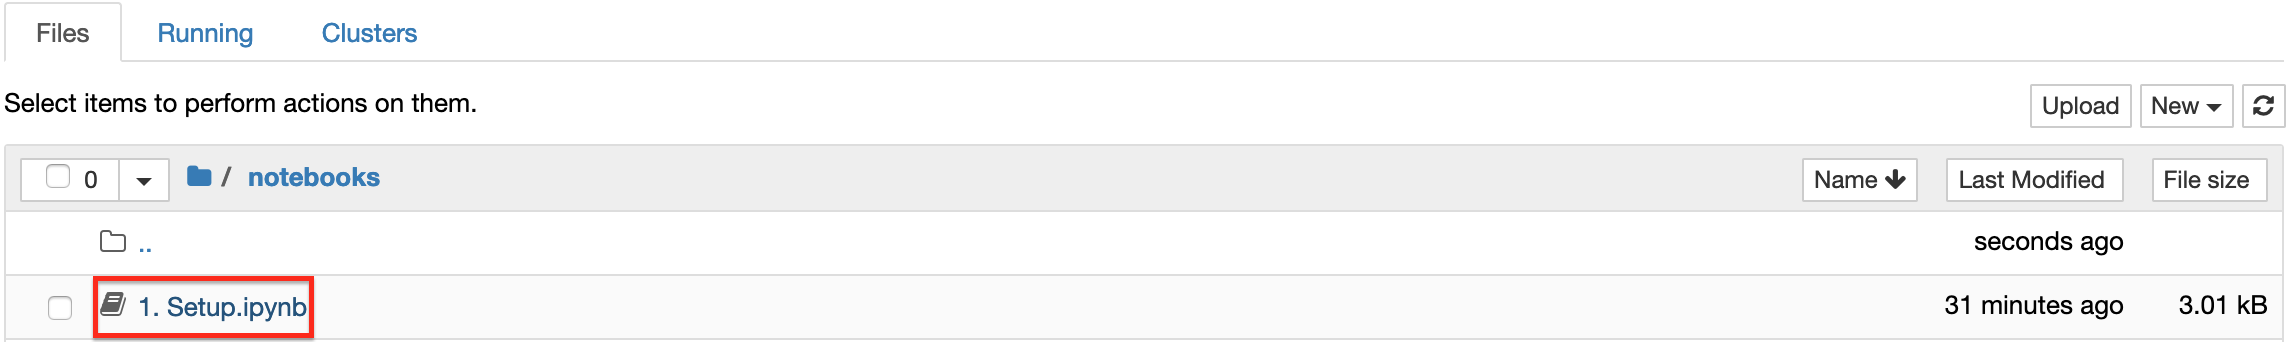 Files Running Clusters
Select items to perform actions on them.
Upload New
0 / notebooks Name Last Modified File size
.. seconds ago
1. Setup.ipynb 31 minutes ago 3.01 kB